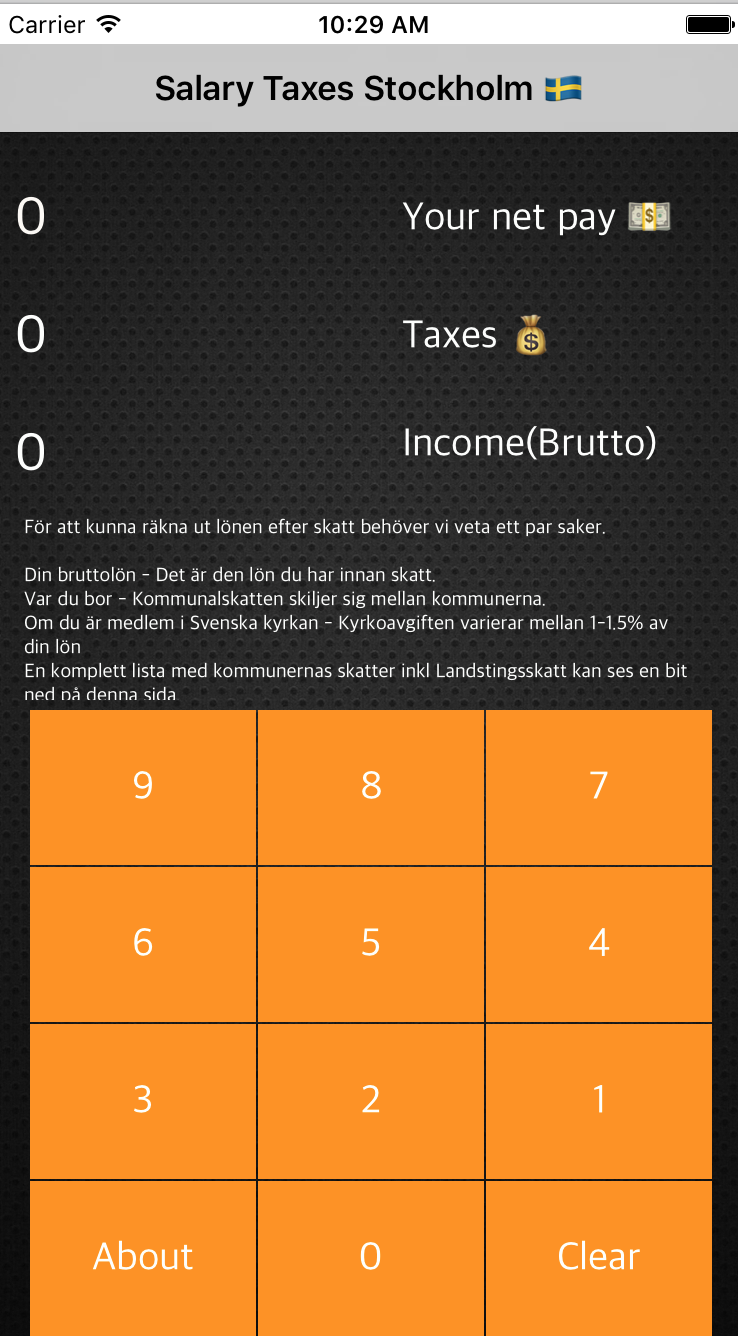 Carrier 10:29 AM
Salary Taxes Stockholm 🇸🇪
0 Your net pay 💵
0 Taxes 💰
0 Income(Brutto)
För att kunna räkna ut lönen efter skatt behöver vi veta ett par saker.
Din bruttolön - Det är den lön du har innan skatt.
Var du bor - Kommunalskatten skiljer sig mellan kommunerna.
Om du är medlem i Svenska kyrkan - Kyrkoavgiften varierar mellan 1-1.5% av
din lön
En komplett lista med kommunernas skatter inkl Landstingsskatt kan ses en bit
ned på denna sida
9 8 7
6 5 4
3 2 1
About 0 Clear